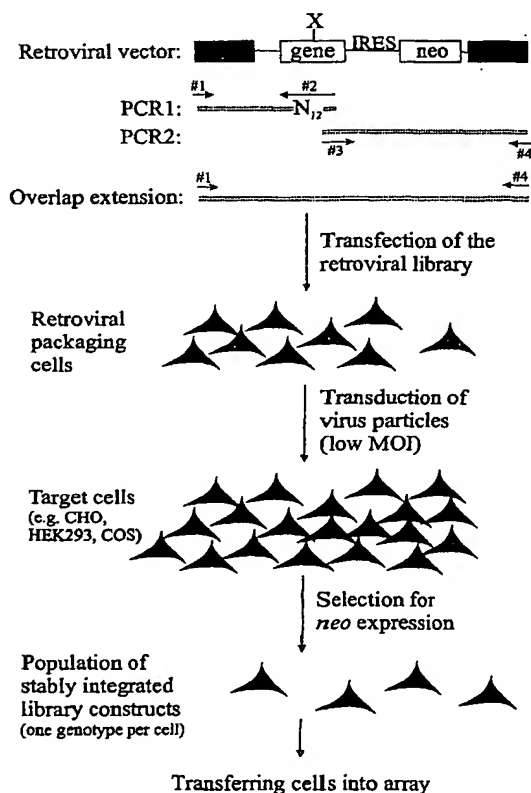 X
Retroviral vector: gene IRES neo
#1 #2
PCR1: N12
PCR2:
#3 #4
#1 #4
Overlap extension:
Transfection of the
retroviral library
Retroviral
packaging
cells
Transduction of
virus particles
(low MOI)
Target cells
(e.g. CHO,
HEK293, COS)
Selection for
neo expression
Population of
stably integrated
library constructs
(one genotype per cell)
Transferring cells into array